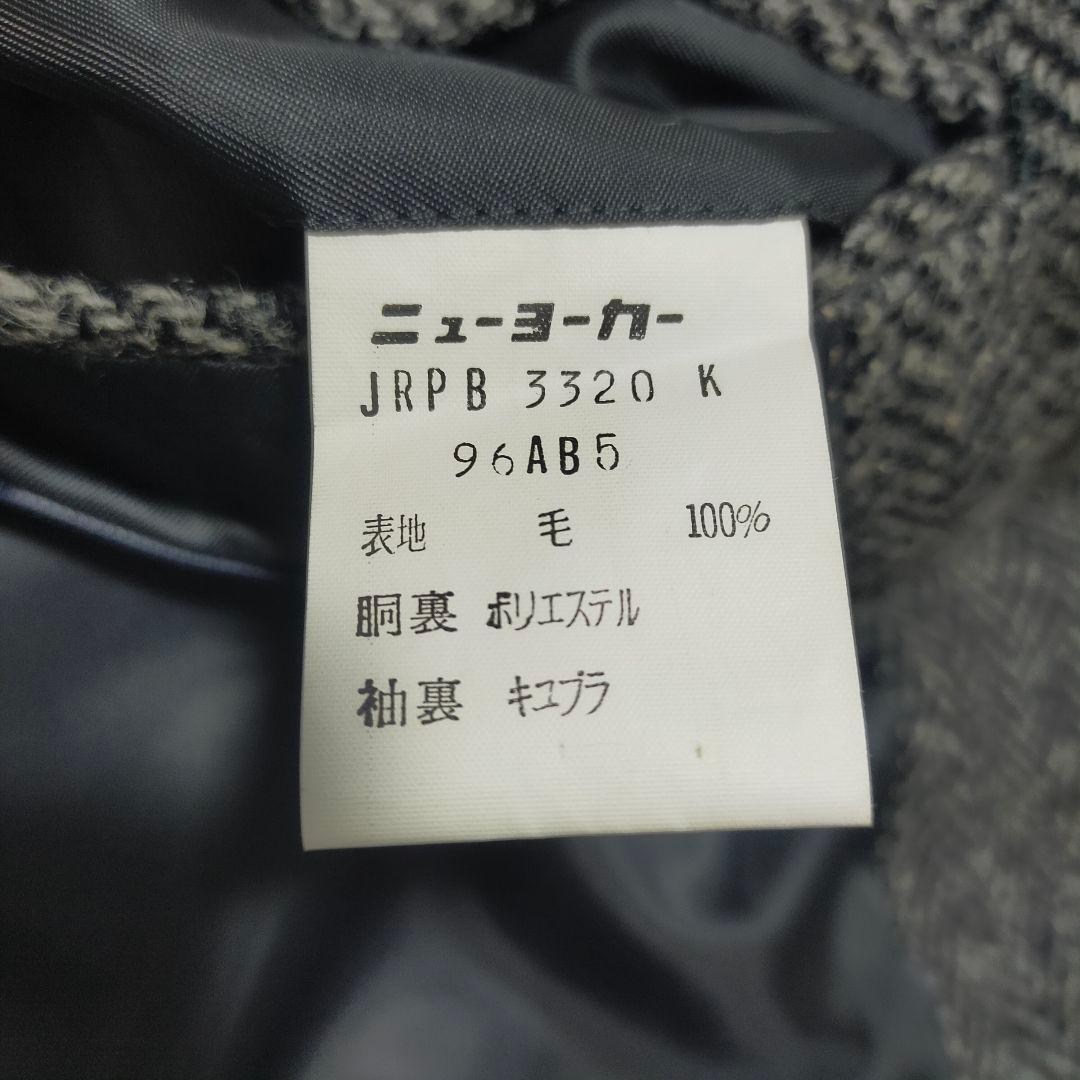 ニューヨーカー
JRPB 3320 K
96AB5
表地 毛 100%
胴裏 ポリエステル
袖裏 キュプラ